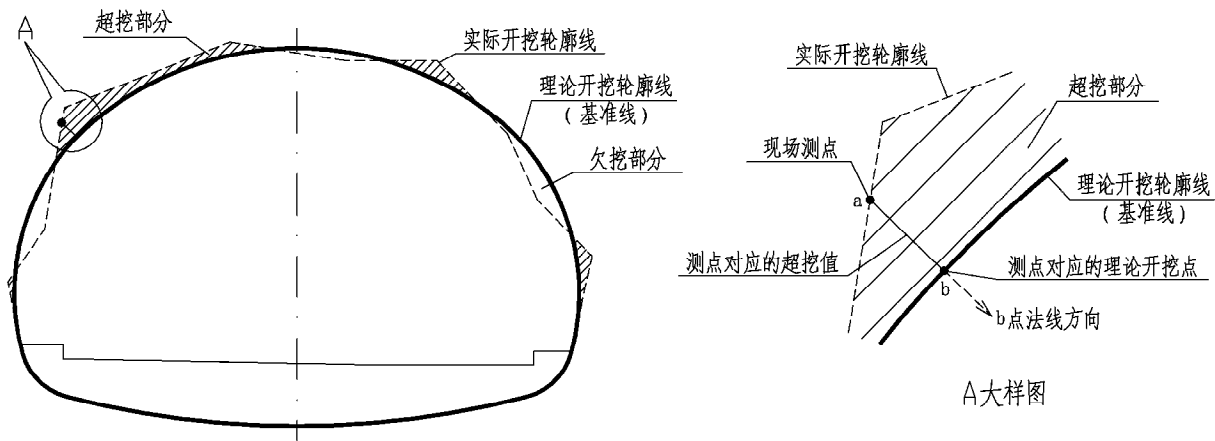 A
超挖部分
实际开挖轮廓线
理论开挖轮廓线
(基准线)
欠挖部分
实际开挖轮廓线
超挖部分
现场测点
a
理论开挖轮廓线
(基准线)
测点对应的超挖值
测点对应的理论开挖点
b
b点法线方向
A大样图